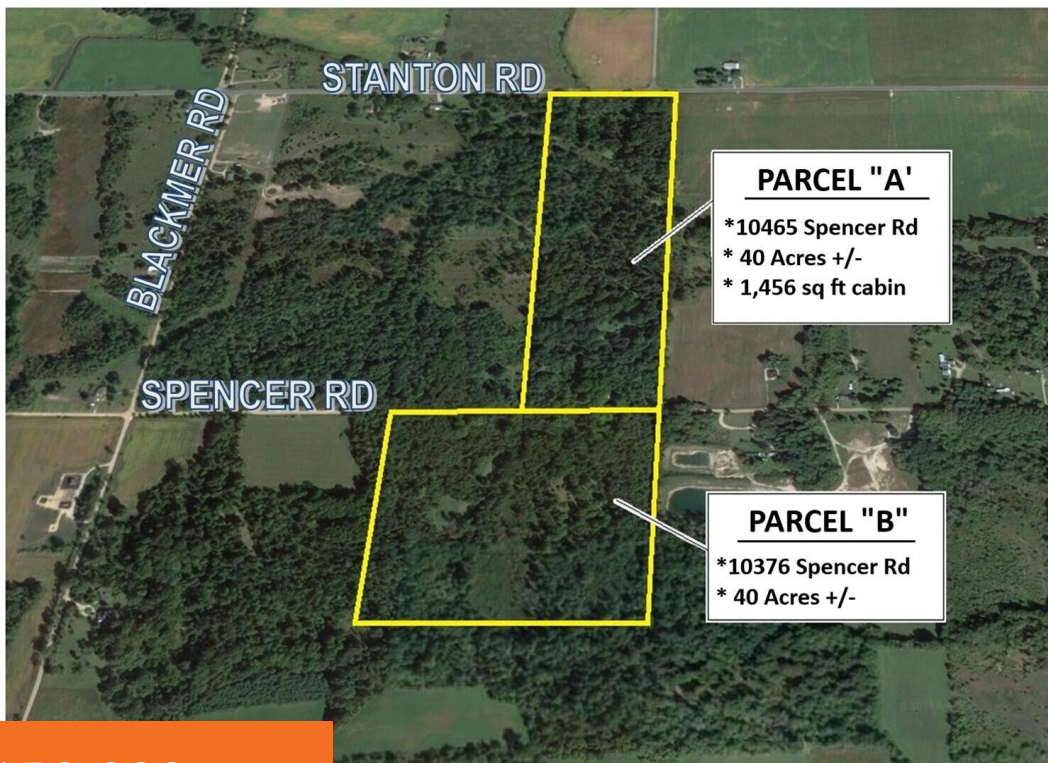 STANTON RD
BLACKMER RD
PARCEL "A'
*10465 Spencer Rd
* 40 Acres +/-
* 1,456 sq ft cabin
SPENCER RD
PARCEL "B"
*10376 Spencer Rd
* 40 Acres +/-